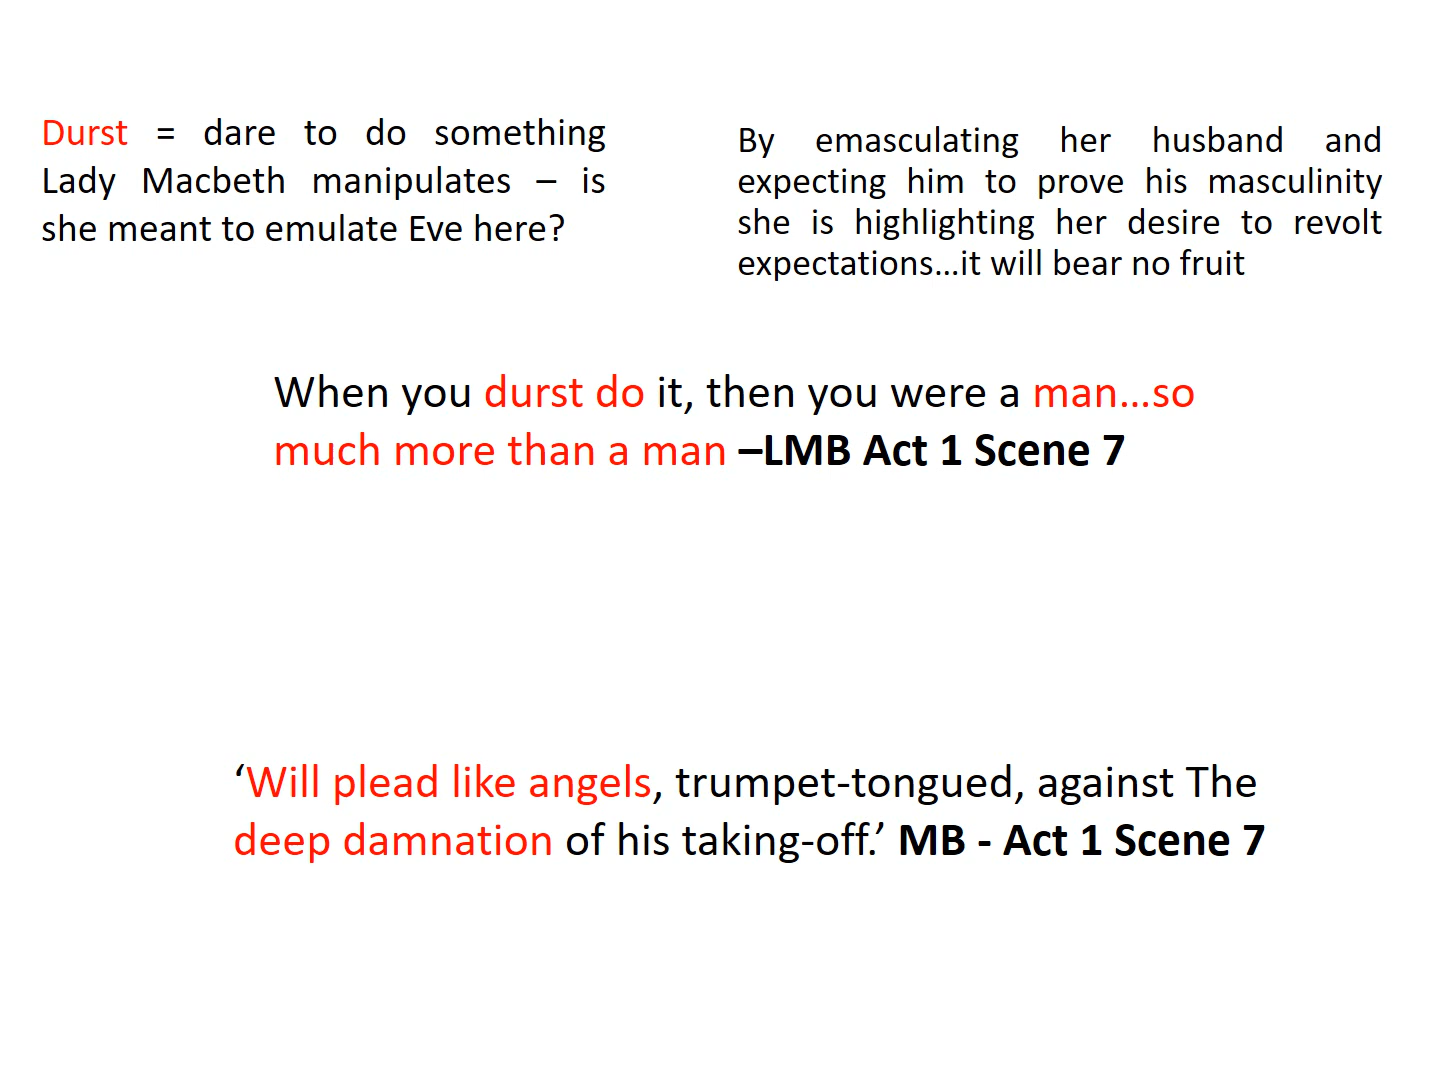 Durst = dare to do something
Lady Macbeth manipulates – is
she meant to emulate Eve here?
By emasculating her husband and
expecting him to prove his masculinity
she is highlighting her desire to revolt
expectations...it will bear no fruit
When you durst do it, then you were a man...so
much more than a man –LMB Act 1 Scene 7
‘Will plead like angels, trumpet-tongued, against The
deep damnation of his taking-off.’ MB - Act 1 Scene 7